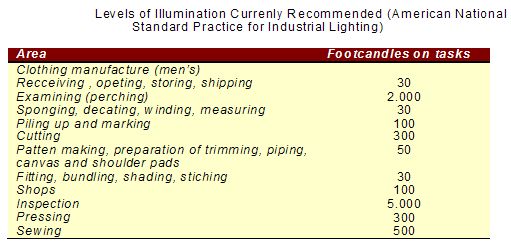 Levels of Illumination Currenly Recommended (American National
Standard Practice for Industrial Lighting)
Area Footcandles on tasks
Clothing manufacture (men's)
Recceiving , opeting, storing, shipping 30
Examining (perching) 2.000
Sponging, decating, winding, measuring 30
Piling up and marking 100
Cutting 300
Patten making, preparation of trimming, piping, 50
canvas and shoulder pads
Fitting, bundling, shading, stiching 30
Shops 100
Inspection 5.000
Pressing 300
Sewing 500